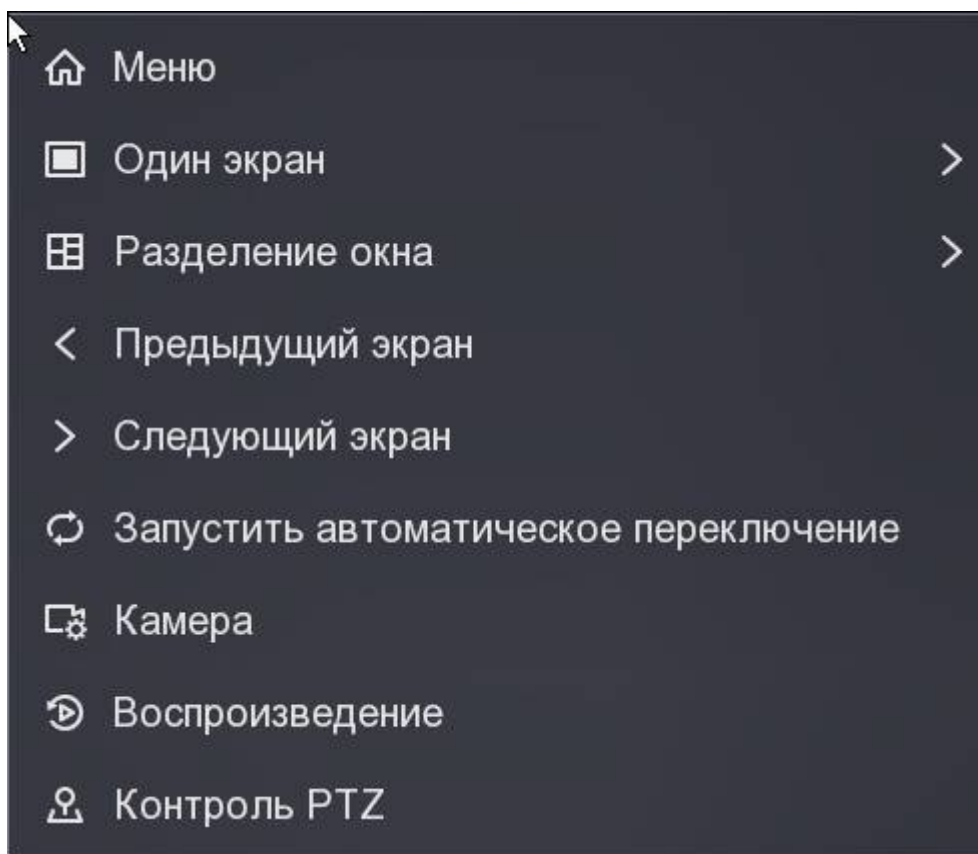 Меню
Один экран
Разделение окна
Предыдущий экран
Следующий экран
Запустить автоматическое переключение
Камера
Воспроизведение
Контроль PTZ